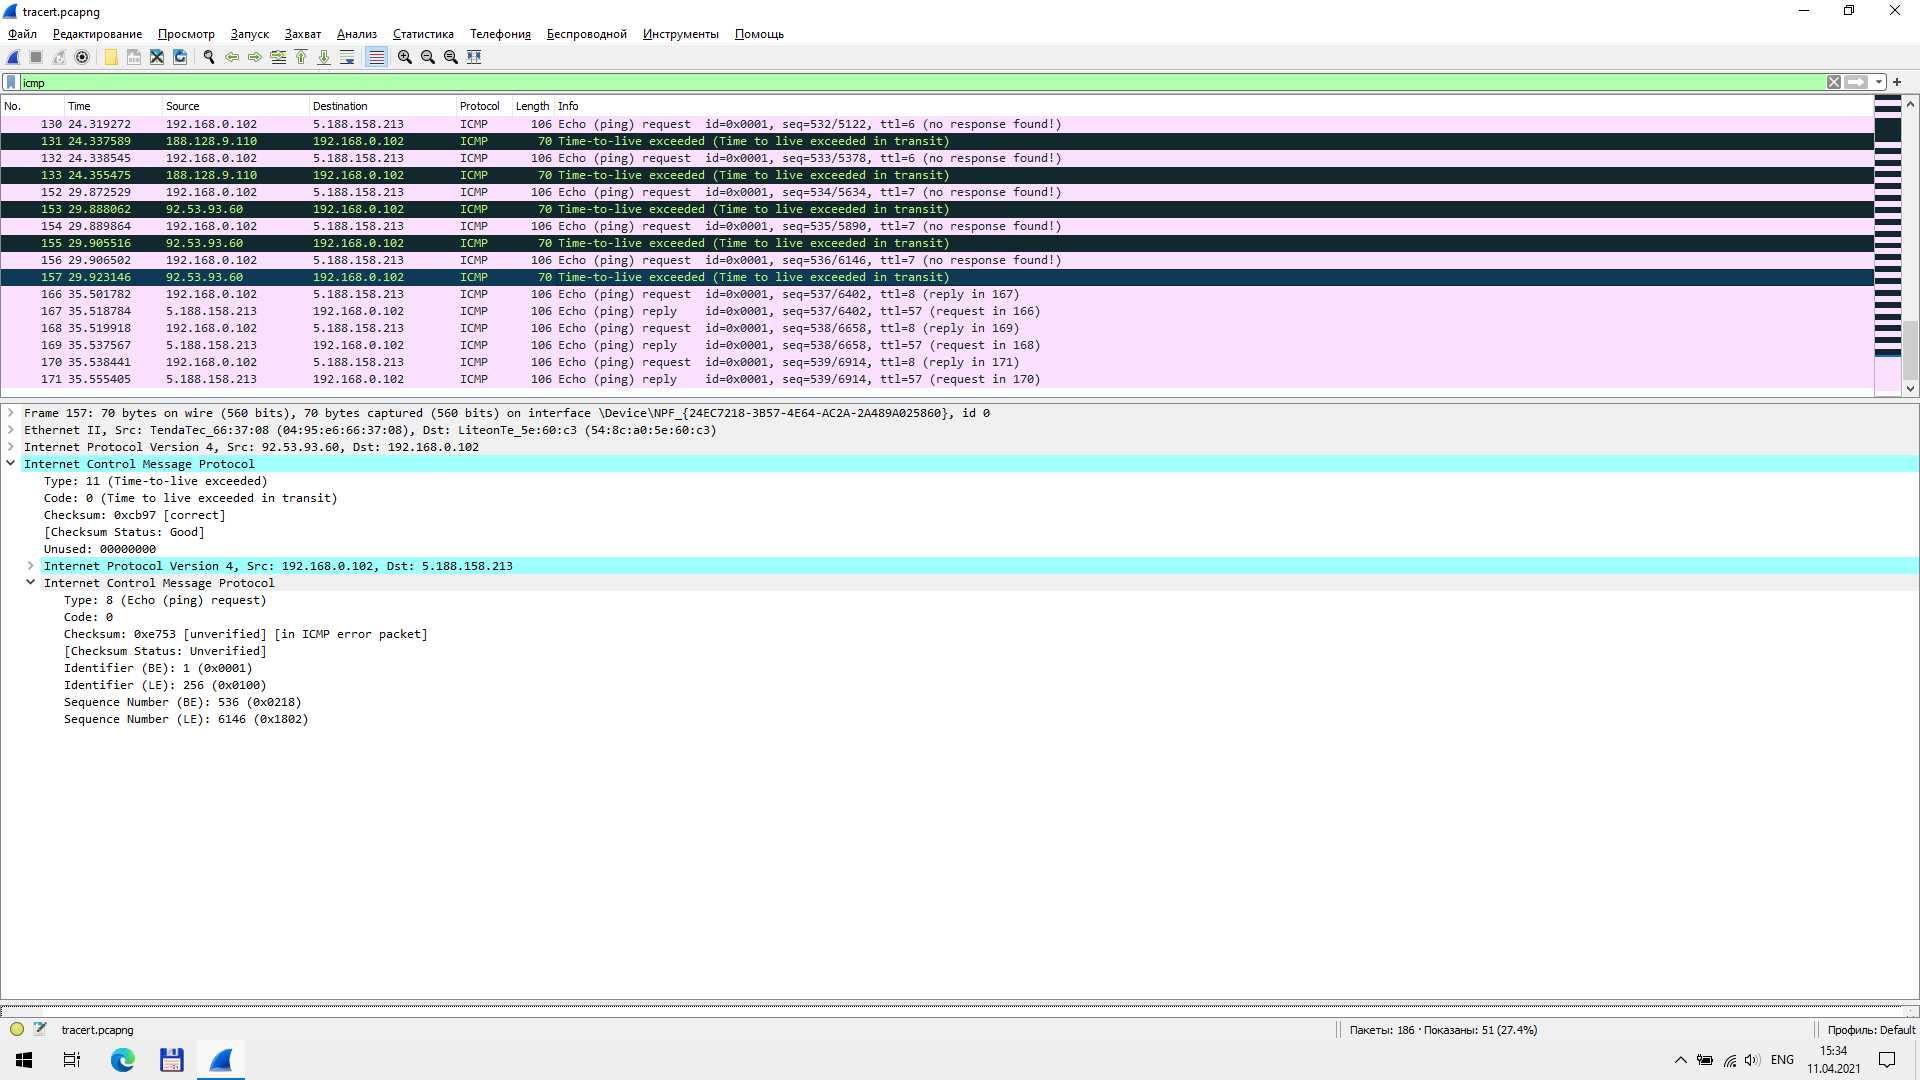 tracert.pcapng
Файл Редактирование Просмотр Запуск Захват Анализ Статистика Телефония Беспроводной Инструменты Помощь
icmp
No. Time Source Destination Protocol Length Info
130 24.319272 192.168.0.102 5.188.158.213 ICMP 106 Echo (ping) request id=0x0001, seq=532/5122, ttl=6 (no response found!)
131 24.337589 188.128.9.110 192.168.0.102 ICMP 70 Time-to-live exceeded (Time to live exceeded in transit)
132 24.338545 192.168.0.102 5.188.158.213 ICMP 106 Echo (ping) request id=0x0001, seq=533/5378, ttl=6 (no response found!)
133 24.355475 188.128.9.110 192.168.0.102 ICMP 70 Time-to-live exceeded (Time to live exceeded in transit)
152 29.872529 192.168.0.102 5.188.158.213 ICMP 106 Echo (ping) request id=0x0001, seq=534/5634, ttl=7 (no response found!)
153 29.888062 92.53.93.60 192.168.0.102 ICMP 70 Time-to-live exceeded (Time to live exceeded in transit)
154 29.889864 192.168.0.102 5.188.158.213 ICMP 106 Echo (ping) request id=0x0001, seq=535/5890, ttl=7 (no response found!)
155 29.905516 92.53.93.60 192.168.0.102 ICMP 70 Time-to-live exceeded (Time to live exceeded in transit)
156 29.906502 192.168.0.102 5.188.158.213 ICMP 106 Echo (ping) request id=0x0001, seq=536/6146, ttl=7 (no response found!)
157 29.923146 92.53.93.60 192.168.0.102 ICMP 70 Time-to-live exceeded (Time to live exceeded in transit)
166 35.501782 192.168.0.102 5.188.158.213 ICMP 106 Echo (ping) request id=0x0001, seq=537/6402, ttl=8 (reply in 167)
167 35.518784 5.188.158.213 192.168.0.102 ICMP 106 Echo (ping) reply id=0x0001, seq=537/6402, ttl=57 (request in 166)
168 35.519918 192.168.0.102 5.188.158.213 ICMP 106 Echo (ping) request id=0x0001, seq=538/6658, ttl=8 (reply in 169)
169 35.537567 5.188.158.213 192.168.0.102 ICMP 106 Echo (ping) reply id=0x0001, seq=538/6658, ttl=57 (request in 168)
170 35.538441 192.168.0.102 5.188.158.213 ICMP 106 Echo (ping) request id=0x0001, seq=539/6914, ttl=8 (reply in 171)
171 35.555405 5.188.158.213 192.168.0.102 ICMP 106 Echo (ping) reply id=0x0001, seq=539/6914, ttl=57 (request in 170)
Frame 157: 70 bytes on wire (560 bits), 70 bytes captured (560 bits) on interface \Device\NPF_{24EC7218-3B57-4E64-AC2A-2A489A025860}, id 0
Ethernet II, Src: TendaTec_66:37:08 (04:95:e6:66:37:08), Dst: LiteonTe_5e:60:c3 (54:8c:a0:5e:60:c3)
Internet Protocol Version 4, Src: 92.53.93.60, Dst: 192.168.0.102
Internet Control Message Protocol
Type: 11 (Time-to-live exceeded)
Code: 0 (Time to live exceeded in transit)
Checksum: 0xcb97 [correct]
[Checksum Status: Good]
Unused: 00000000
Internet Protocol Version 4, Src: 192.168.0.102, Dst: 5.188.158.213
Internet Control Message Protocol
Type: 8 (Echo (ping) request)
Code: 0
Checksum: 0xe753 [unverified] [in ICMP error packet]
[Checksum Status: Unverified]
Identifier (BE): 1 (0x0001)
Identifier (LE): 256 (0x0100)
Sequence Number (BE): 536 (0x0218)
Sequence Number (LE): 6146 (0x1802)
tracert.pcapng Пакеты: 186 · Показаны: 51 (27.4%) Профиль: Default
ENG 15:34
11.04.2021